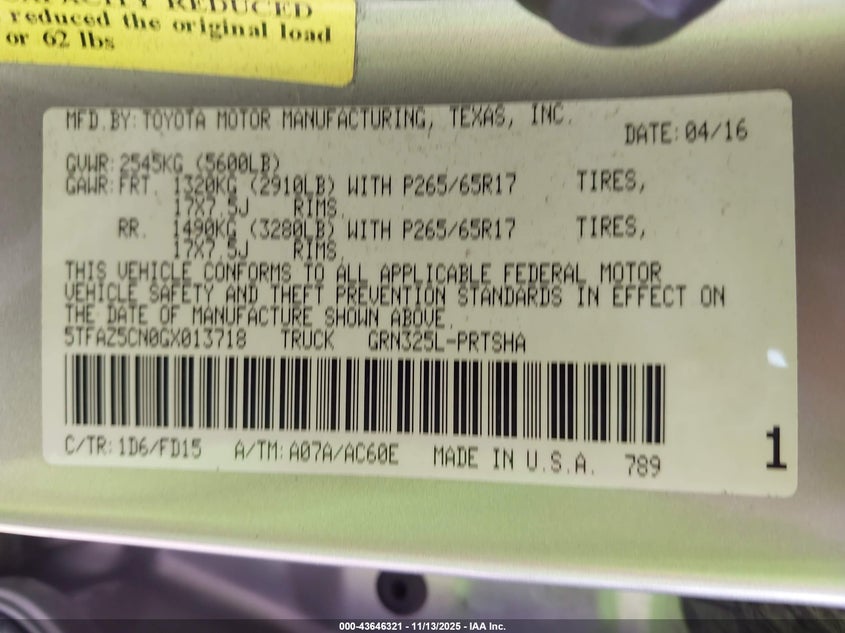 CAPACITY REDUCED
reduced the original load
or 62 lbs
MFD.BY:TOYOTA MOTOR MANUFACTURING, TEXAS, INC.
DATE:04/16
GVWR:2545KG (5600LB)
GAWR:FRT. 1320KG (2910LB) WITH P265/65R17 TIRES,
17X7.5J RIMS,
RR. 1490KG (3280LB) WITH P265/65R17 TIRES,
17X7.5J RIMS,
THIS VEHICLE CONFORMS TO ALL APPLICABLE FEDERAL MOTOR
VEHICLE SAFETY AND THEFT PREVENTION STANDARDS IN EFFECT ON
THE DATE OF MANUFACTURE SHOWN ABOVE.
5TFAZ5CN0GX013718 TRUCK GRN325L-PRTSHA
C/TR:1D6/FD15 A/TM:A07A/AC60E MADE IN U.S.A. 789
1
000-43646321 - 11/13/2025 - IAA Inc.